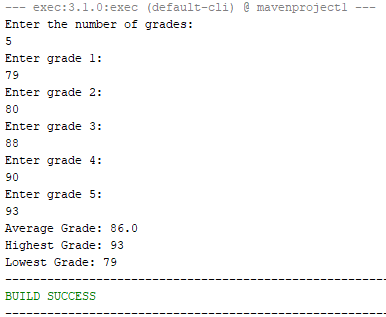 --- exec:3.1.0:exec (default-cli) @ mavenproject1 ---
Enter the number of grades:
5
Enter grade 1:
79
Enter grade 2:
80
Enter grade 3:
88
Enter grade 4:
90
Enter grade 5:
93
Average Grade: 86.0
Highest Grade: 93
Lowest Grade: 79
------------------------------------------------------
BUILD SUCCESS
------------------------------------------------------